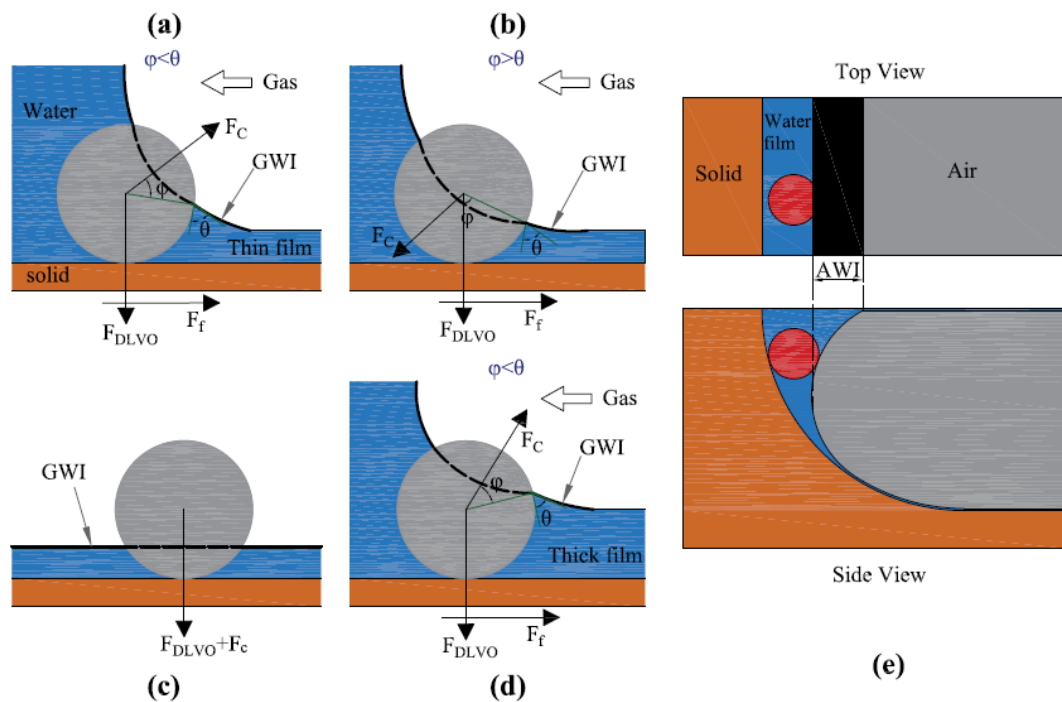 (a)
φ<θ
Gas
Water
F_C
GWI
φ
θ
Thin film
solid
F_DLVO
F_f
(b)
φ>θ
Gas
GWI
φ
F_C
θ
F_DLVO
F_f
Top View
Solid
Water
film
Air
AWI
Side View
(e)
GWI
F_DLVO+F_c
(c)
φ<θ
Gas
F_C
GWI
φ
θ
Thick film
F_DLVO
F_f
(d)